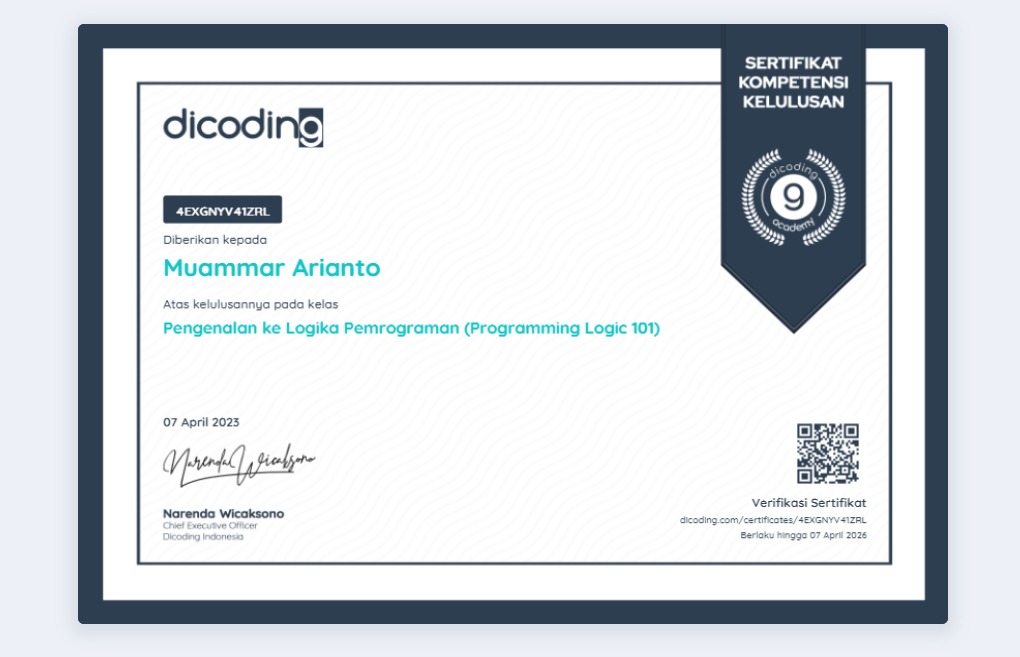 SERTIFIKAT
KOMPETENSI
KELULUSAN
dicoding
dicoding
academy
4EXGNYV41ZRL
Diberikan kepada
Muammar Arianto
Atas kelulusannya pada kelas
Pengenalan ke Logika Pemrograman (Programming Logic 101)
07 April 2023
Narenda Wicaksono
Narenda Wicaksono
Chief Executive Officer
Dicoding Indonesia
Verifikasi Sertifikat
dicoding.com/certificates/4EXGNYV41ZRL
Berlaku hingga 07 April 2026